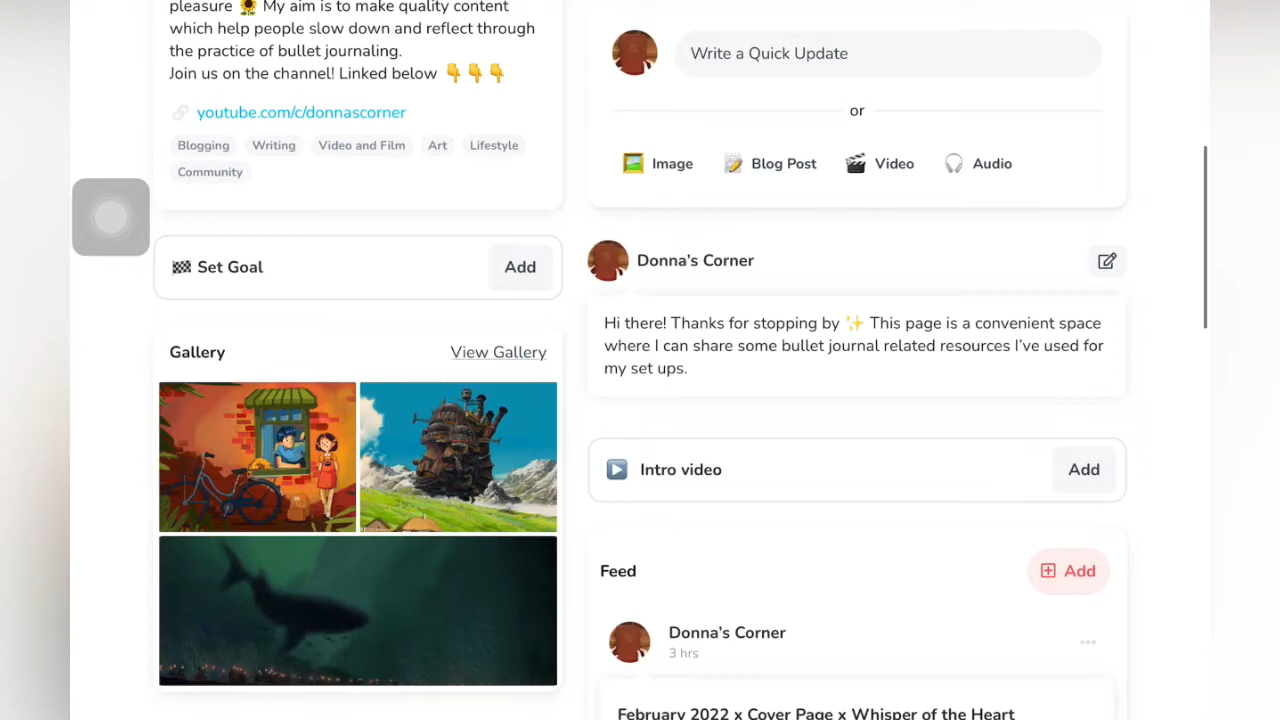 pleasure 🌻 My aim is to make quality content
which help people slow down and reflect through
the practice of bullet journaling.
Join us on the channel! Linked below 👇👇👇
youtube.com/c/donnascorner
Blogging Writing Video and Film Art Lifestyle
Community
Set Goal Add
Gallery View Gallery
Write a Quick Update
or
Image Blog Post Video Audio
Donna’s Corner
Hi there! Thanks for stopping by ✨ This page is a convenient space
where I can share some bullet journal related resources I’ve used for
my set ups.
Intro video Add
Feed Add
Donna’s Corner
3 hrs
February 2022 x Cover Page x Whisper of the Heart